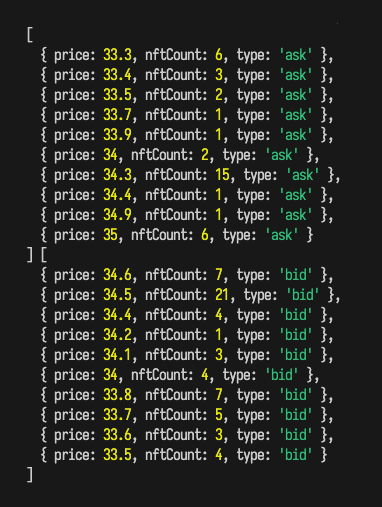 [
  { price: 33.3, nftCount: 6, type: 'ask' },
  { price: 33.4, nftCount: 3, type: 'ask' },
  { price: 33.5, nftCount: 2, type: 'ask' },
  { price: 33.7, nftCount: 1, type: 'ask' },
  { price: 33.9, nftCount: 1, type: 'ask' },
  { price: 34, nftCount: 2, type: 'ask' },
  { price: 34.3, nftCount: 15, type: 'ask' },
  { price: 34.4, nftCount: 1, type: 'ask' },
  { price: 34.9, nftCount: 1, type: 'ask' },
  { price: 35, nftCount: 6, type: 'ask' }
] [
  { price: 34.6, nftCount: 7, type: 'bid' },
  { price: 34.5, nftCount: 21, type: 'bid' },
  { price: 34.4, nftCount: 4, type: 'bid' },
  { price: 34.2, nftCount: 1, type: 'bid' },
  { price: 34.1, nftCount: 3, type: 'bid' },
  { price: 34, nftCount: 4, type: 'bid' },
  { price: 33.8, nftCount: 7, type: 'bid' },
  { price: 33.7, nftCount: 5, type: 'bid' },
  { price: 33.6, nftCount: 3, type: 'bid' },
  { price: 33.5, nftCount: 4, type: 'bid' }
]